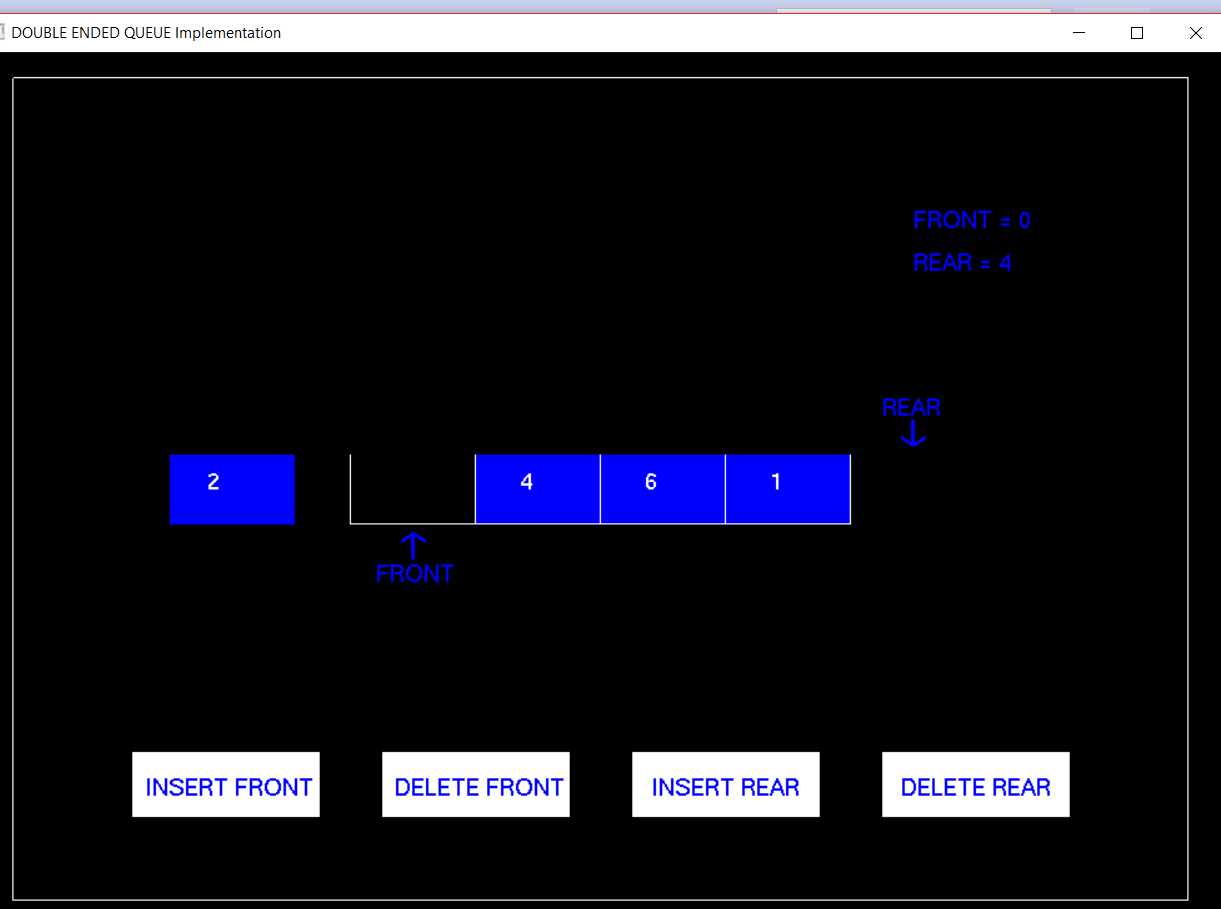 DOUBLE ENDED QUEUE Implementation
FRONT = 0
REAR = 4
REAR
2 4 6 1
FRONT
INSERT FRONT DELETE FRONT INSERT REAR DELETE REAR